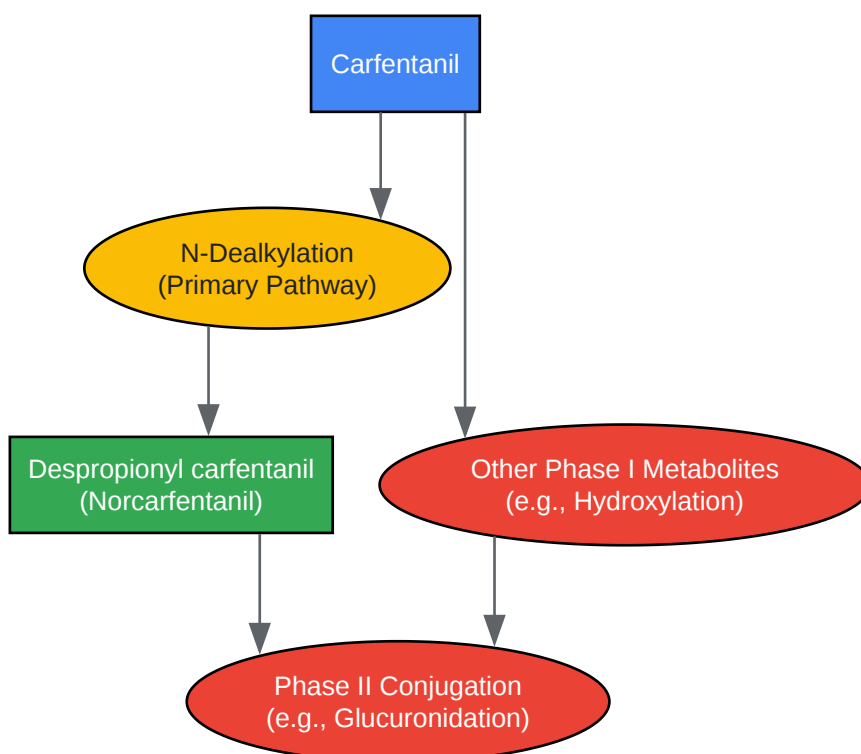 Carfentanil
N-Dealkylation
(Primary Pathway)
Despropionyl carfentanil
(Norcarfentanil)
Other Phase I Metabolites
(e.g., Hydroxylation)
Phase II Conjugation
(e.g., Glucuronidation)